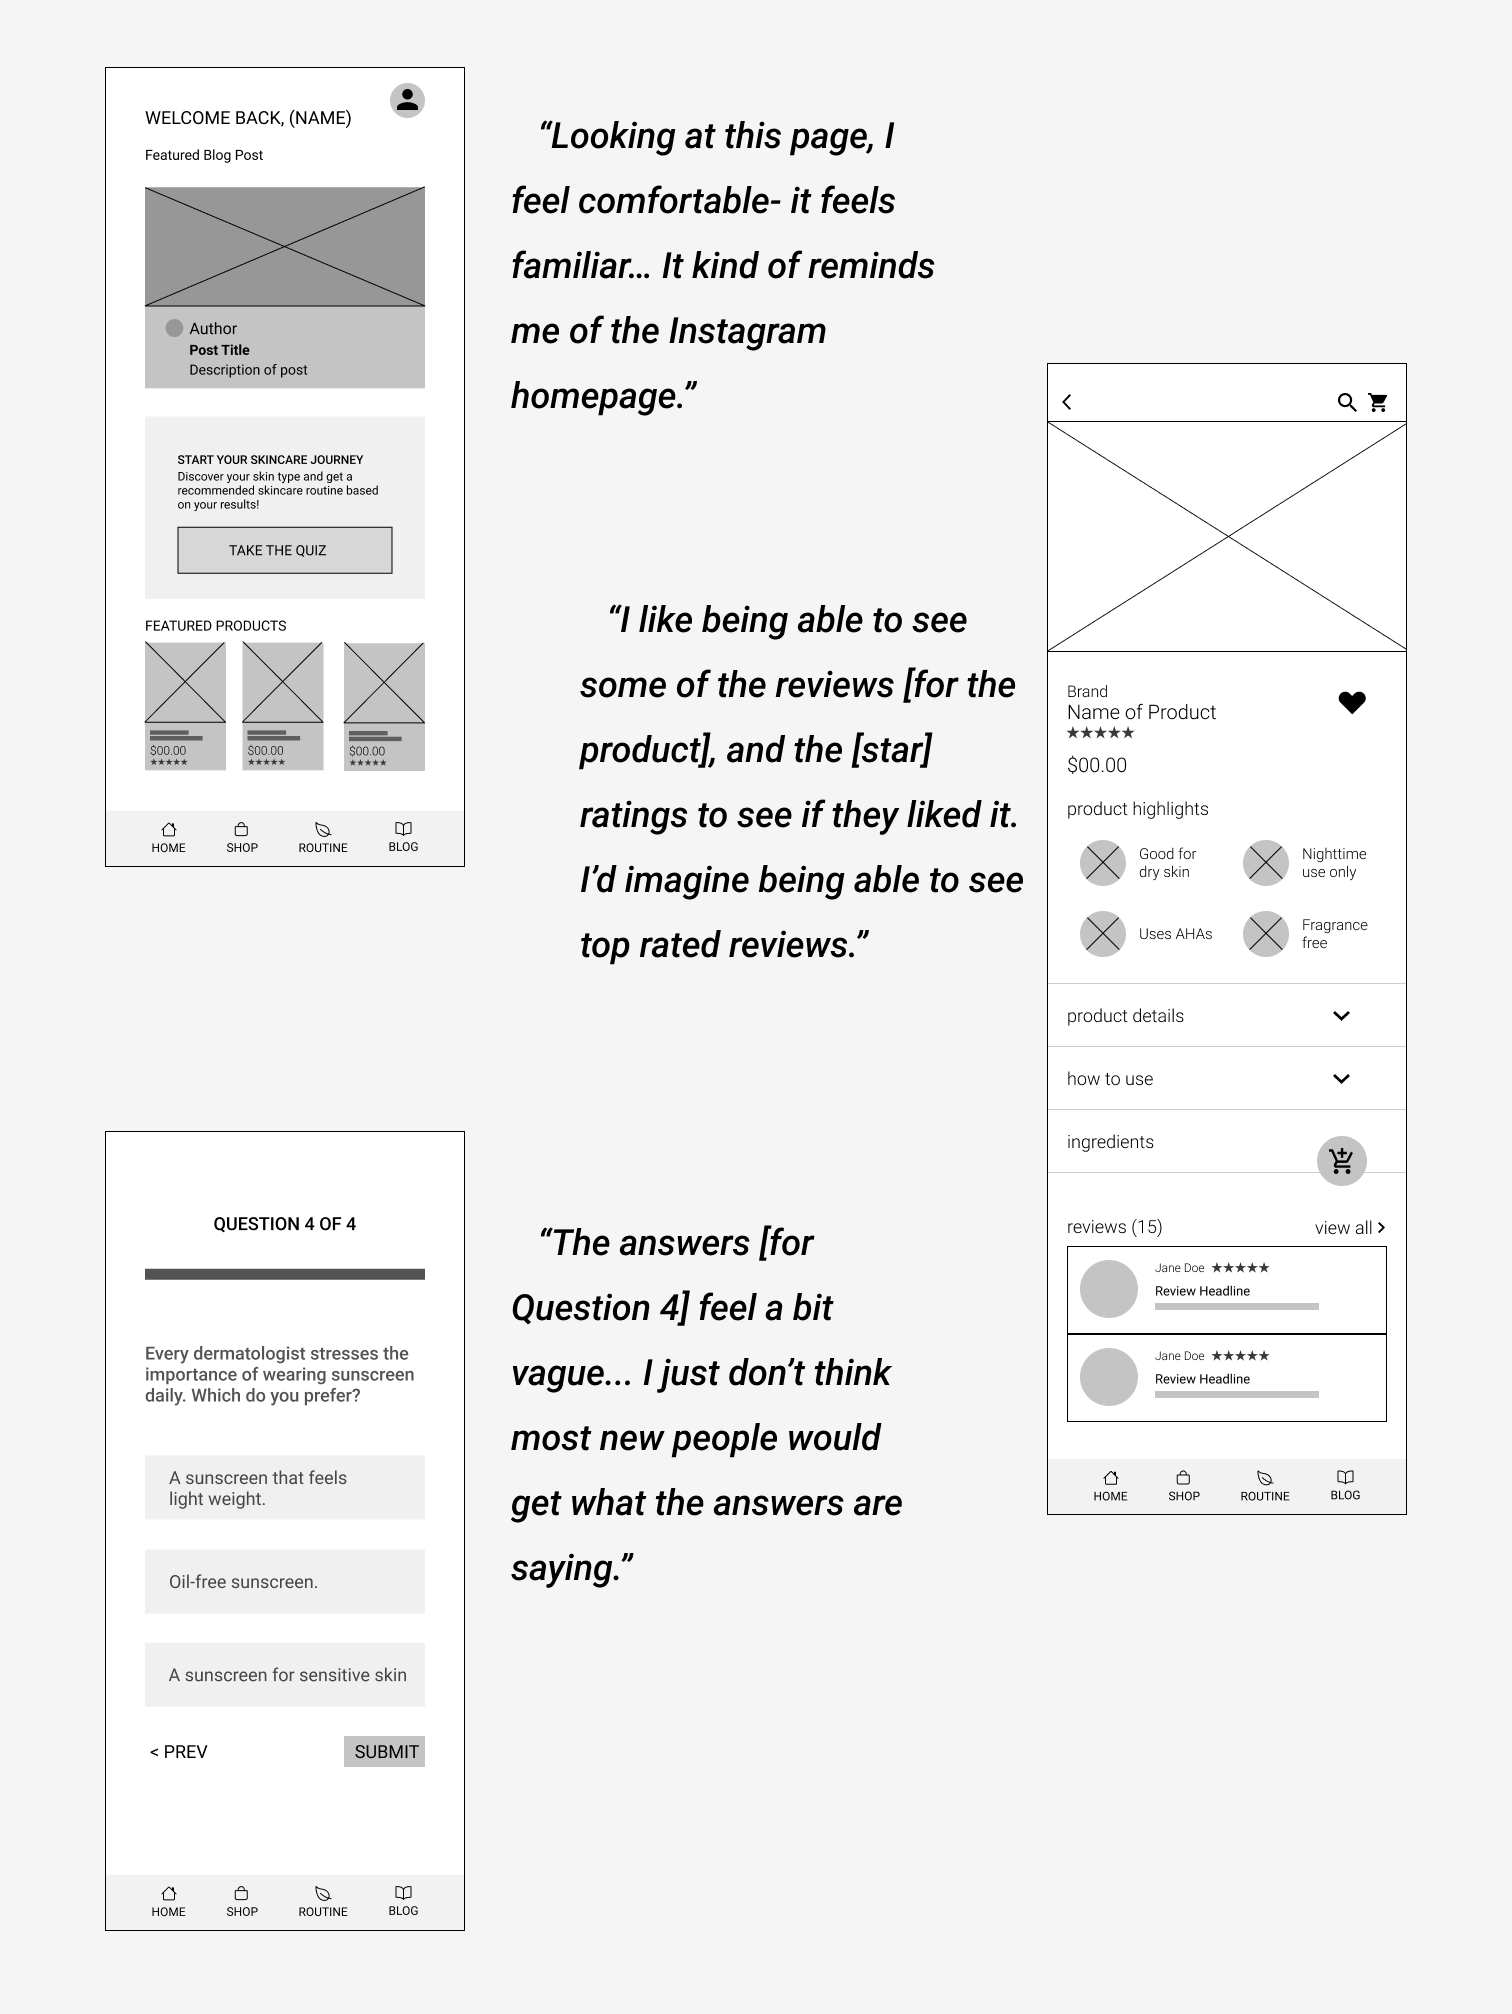 WELCOME BACK, (NAME)
Featured Blog Post
Author
Post Title
Description of post
START YOUR SKINCARE JOURNEY
Discover your skin type and get a
recommended skincare routine based
on your results!
TAKE THE QUIZ
FEATURED PRODUCTS
$00.00 $00.00 $00.00
★★★★★ ★★★★★ ★★★★★
HOME SHOP ROUTINE BLOG
“Looking at this page, I
feel comfortable- it feels
familiar... It kind of reminds
me of the Instagram
homepage.”
“I like being able to see
some of the reviews [for the
product], and the [star]
ratings to see if they liked it.
I’d imagine being able to see
top rated reviews.”
Brand
Name of Product
★★★★★
$00.00
product highlights
Good for
dry skin
Nighttime
use only
Uses AHAs
Fragrance
free
product details
how to use
ingredients
reviews (15) view all >
Jane Doe ★★★★★
Review Headline
Jane Doe ★★★★★
Review Headline
HOME SHOP ROUTINE BLOG
QUESTION 4 OF 4
Every dermatologist stresses the
importance of wearing sunscreen
daily. Which do you prefer?
A sunscreen that feels
light weight.
Oil-free sunscreen.
A sunscreen for sensitive skin
< PREV SUBMIT
HOME SHOP ROUTINE BLOG
“The answers [for
Question 4] feel a bit
vague... I just don’t think
most new people would
get what the answers are
saying.”